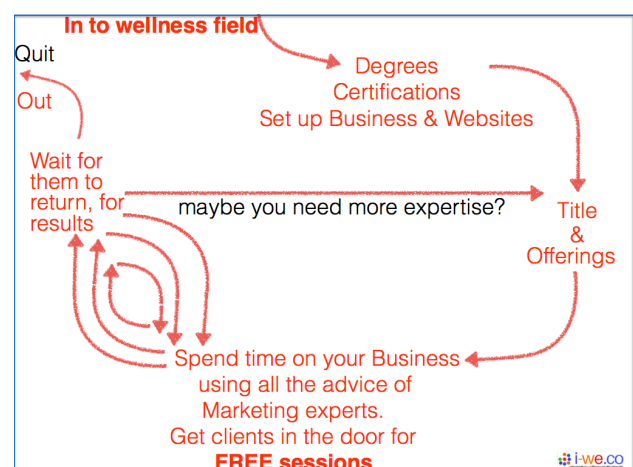 In to wellness field
Quit
Out
Degrees
Certifications
Set up Business & Websites
Wait for
them to
return, for
results
maybe you need more expertise?
Title
&
Offerings
Spend time on your Business
using all the advice of
Marketing experts.
Get clients in the door for
FREE sessions
i-we.co